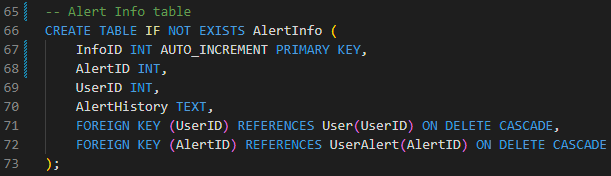 65 -- Alert Info table
66 CREATE TABLE IF NOT EXISTS AlertInfo (
67     InfoID INT AUTO_INCREMENT PRIMARY KEY,
68     AlertID INT,
69     UserID INT,
70     AlertHistory TEXT,
71     FOREIGN KEY (UserID) REFERENCES User(UserID) ON DELETE CASCADE,
72     FOREIGN KEY (AlertID) REFERENCES UserAlert(AlertID) ON DELETE CASCADE
73 );